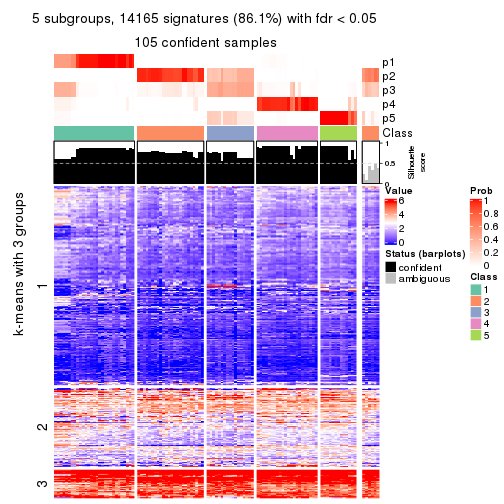 5 subgroups, 14165 signatures (86.1%) with fdr < 0.05
105 confident samples
p1
p2
p3
p4
p5
Class
1
0.5
0
Silhouette
score
k-means with 3 groups
1
2
3
Value
6
4
2
0
Status (barplots)
confident
ambiguous
Prob
1
0.8
0.6
0.4
0.2
0
Class
1
2
3
4
5